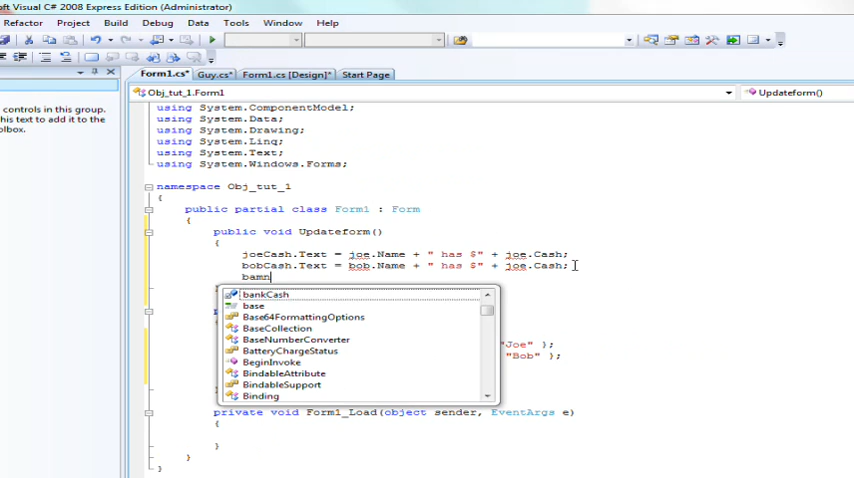 oft Visual C# 2008 Express Edition (Administrator)
Refactor Project Build Debug Data Tools Window Help
Form1.cs* Guy.cs* Form1.cs [Design]* Start Page
Obj_tut_1.Form1 Updateform()
controls in this group.
his text to add it to the
olbox.
using System.ComponentModel;
using System.Data;
using System.Drawing;
using System.Linq;
using System.Text;
using System.Windows.Forms;
namespace Obj_tut_1
{
public partial class Form1 : Form
{
public void Updateform()
{
joeCash.Text = joe.Name + " has $" + joe.Cash;
bobCash.Text = bob.Name + " has $" + joe.Cash;
bamn
bankCash
base
Base64FormattingOptions
BaseCollection
BaseNumberConverter
BatteryChargeStatus
BeginInvoke
BindableAttribute
BindableSupport
Binding
"Joe" };
"Bob" };
private void Form1_Load(object sender, EventArgs e)
{
}
}
}